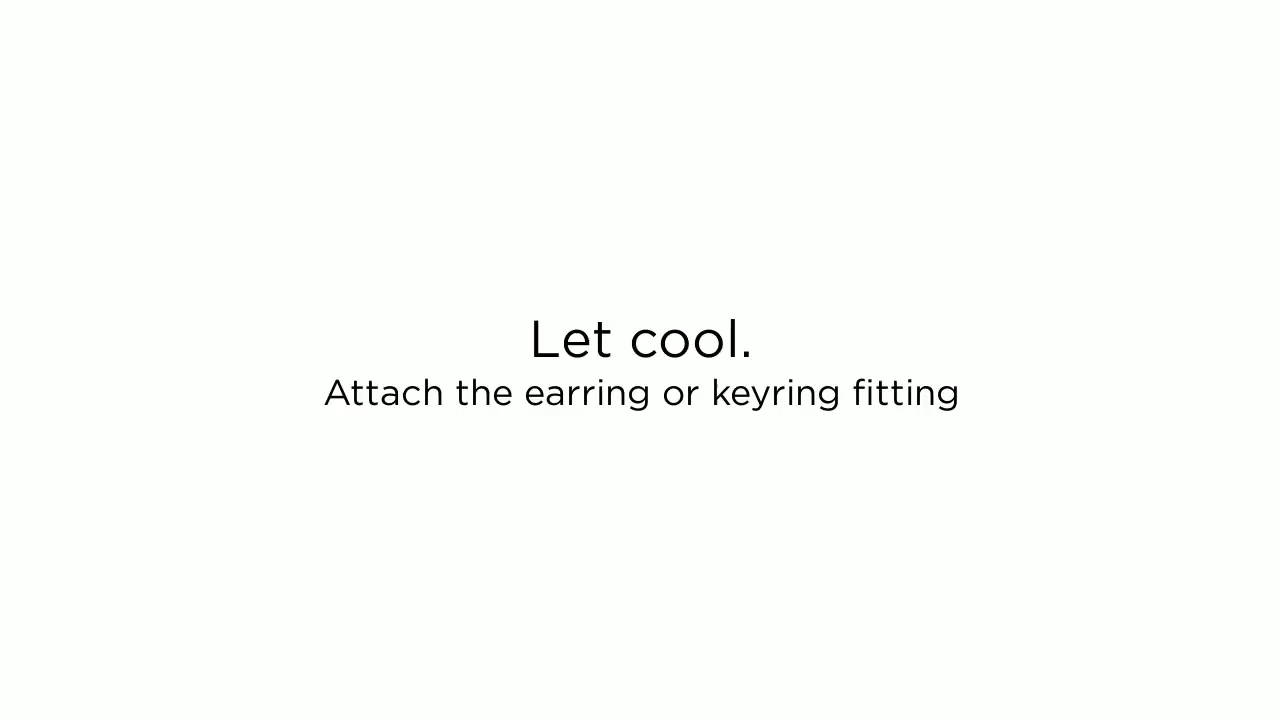 Let cool.
Attach the earring or keyring fitting